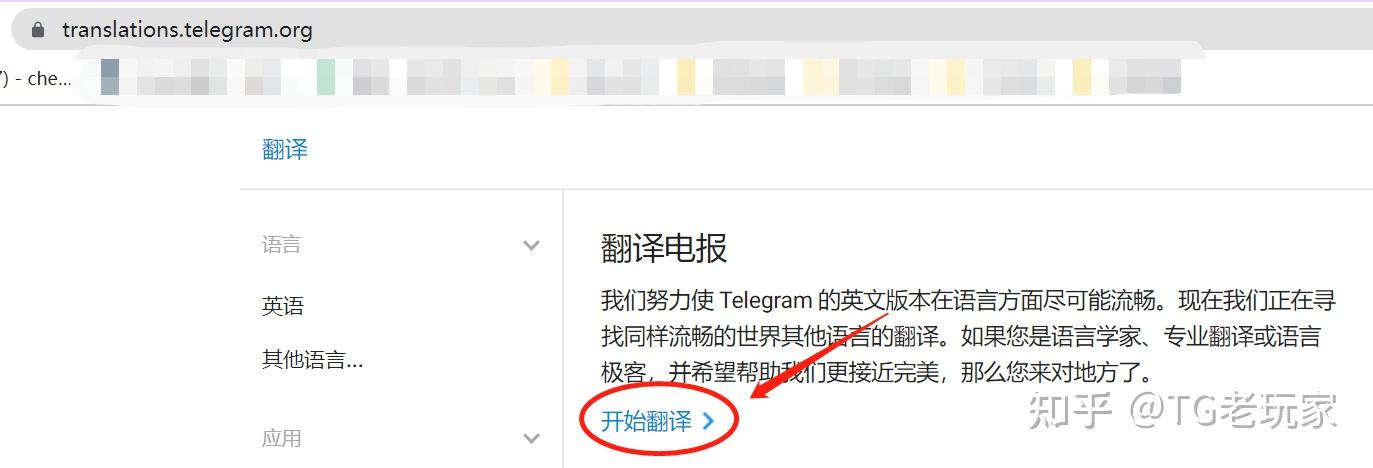 translations.telegram.org
7) - che...
翻译
语言
英语
其他语言...
应用
翻译电报
我们努力使 Telegram 的英文版本在语言方面尽可能流畅。现在我们正在寻
找同样流畅的世界其他语言的翻译。如果您是语言学家、专业翻译或语言
极客，并希望帮助我们更接近完美，那么您来对地方了。
开始翻译
知乎 @TG老玩家